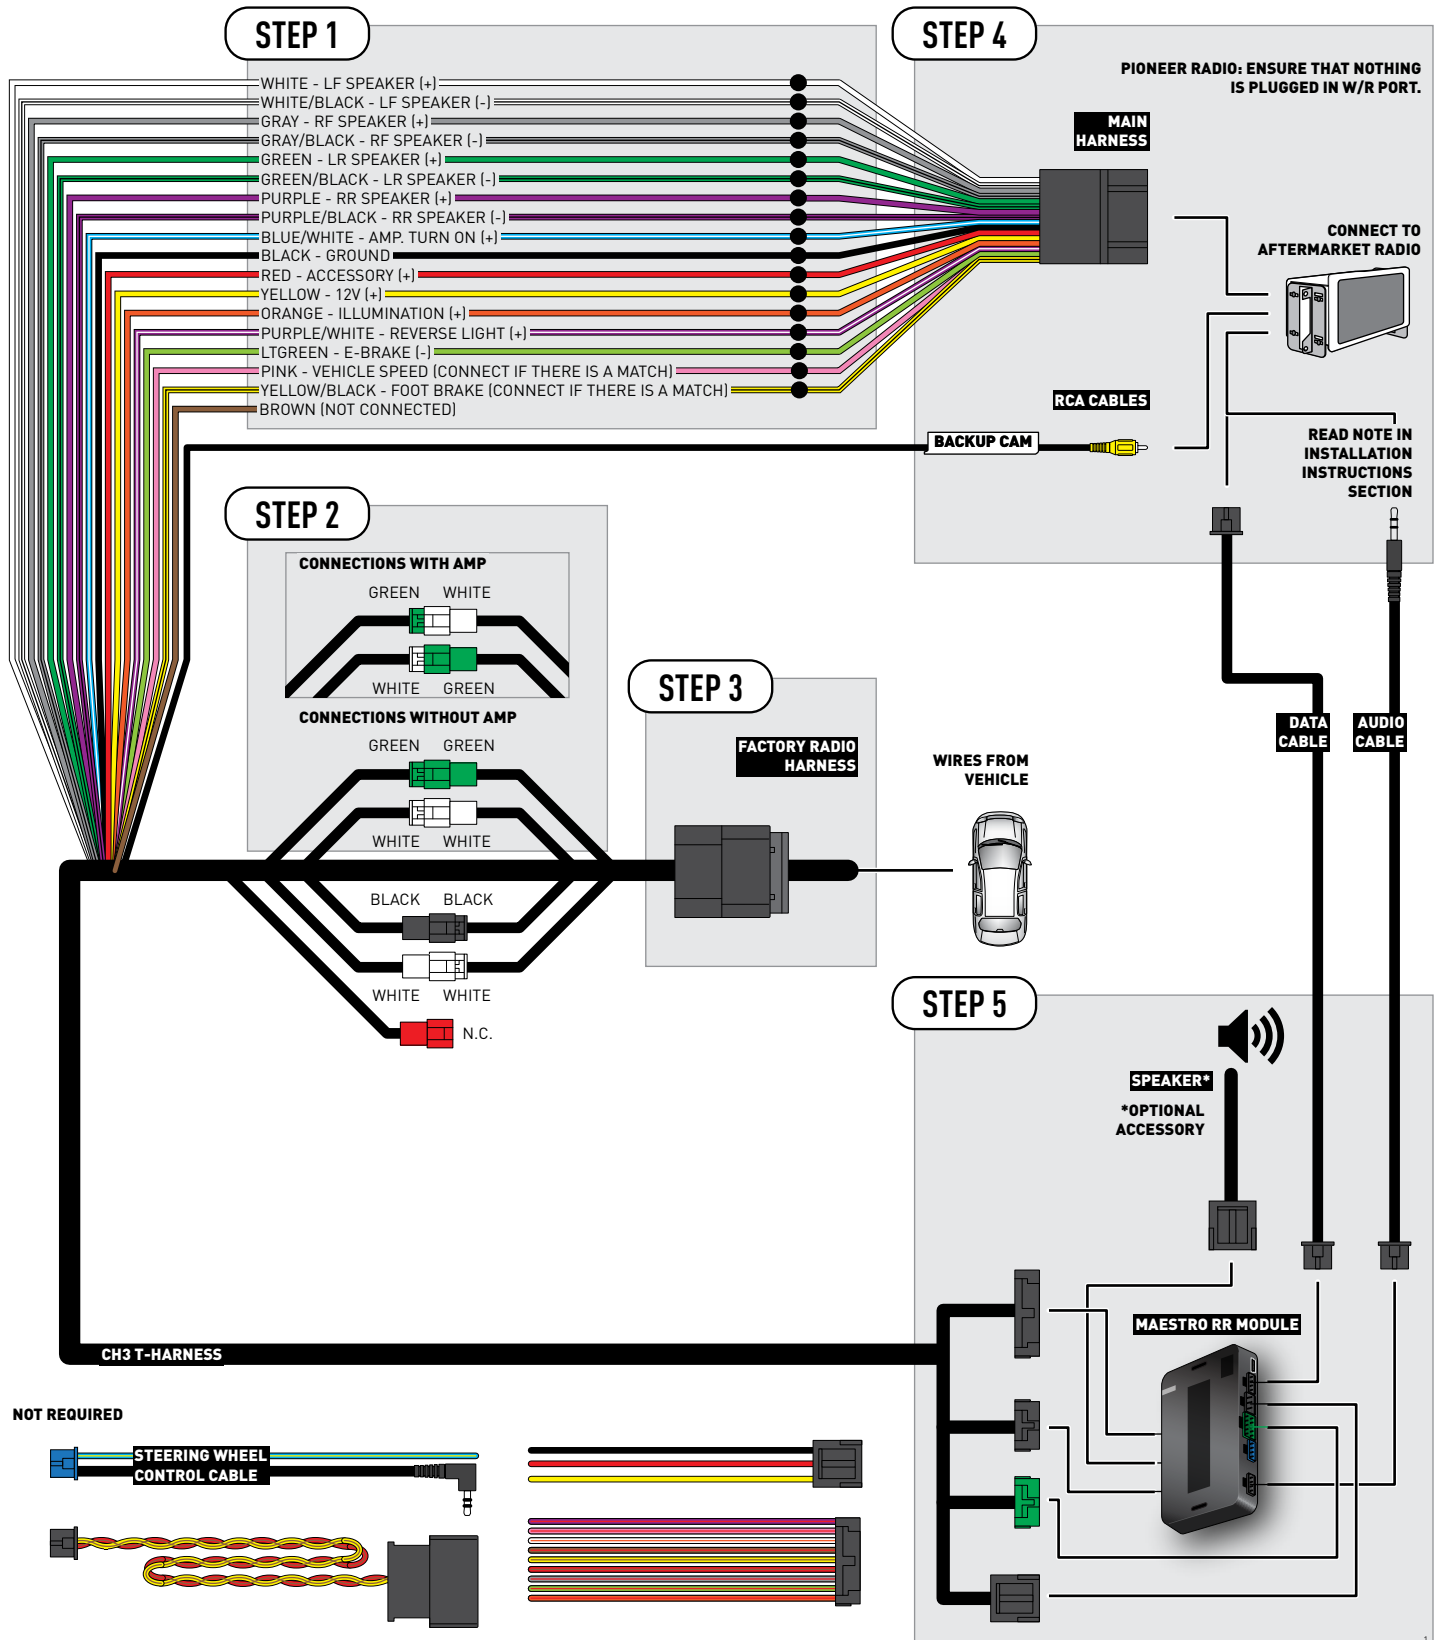 STEP 1
WHITE - LF SPEAKER (+)
WHITE/BLACK - LF SPEAKER (-)
GRAY - RF SPEAKER (+)
GRAY/BLACK - RF SPEAKER (-)
GREEN - LR SPEAKER (+)
GREEN/BLACK - LR SPEAKER (-)
PURPLE - RR SPEAKER (+)
PURPLE/BLACK - RR SPEAKER (-)
BLUE/WHITE - AMP. TURN ON (+)
BLACK - GROUND
RED - ACCESSORY (+)
YELLOW - 12V (+)
ORANGE - ILLUMINATION (+)
PURPLE/WHITE - REVERSE LIGHT (+)
LTGREEN - E-BRAKE (-)
PINK - VEHICLE SPEED (CONNECT IF THERE IS A MATCH)
YELLOW/BLACK - FOOT BRAKE (CONNECT IF THERE IS A MATCH)
BROWN (NOT CONNECTED)
STEP 4
PIONEER RADIO: ENSURE THAT NOTHING
IS PLUGGED IN W/R PORT.
MAIN
HARNESS
CONNECT TO
AFTERMARKET RADIO
RCA CABLES
BACKUP CAM
READ NOTE IN
INSTALLATION
INSTRUCTIONS
SECTION
STEP 2
CONNECTIONS WITH AMP
GREEN WHITE
WHITE GREEN
CONNECTIONS WITHOUT AMP
GREEN GREEN
WHITE WHITE
BLACK BLACK
WHITE WHITE
N.C.
STEP 3
FACTORY RADIO
HARNESS
WIRES FROM
VEHICLE
DATA
CABLE
AUDIO
CABLE
STEP 5
SPEAKER*
*OPTIONAL
ACCESSORY
MAESTRO RR MODULE
CH3 T-HARNESS
NOT REQUIRED
STEERING WHEEL
CONTROL CABLE